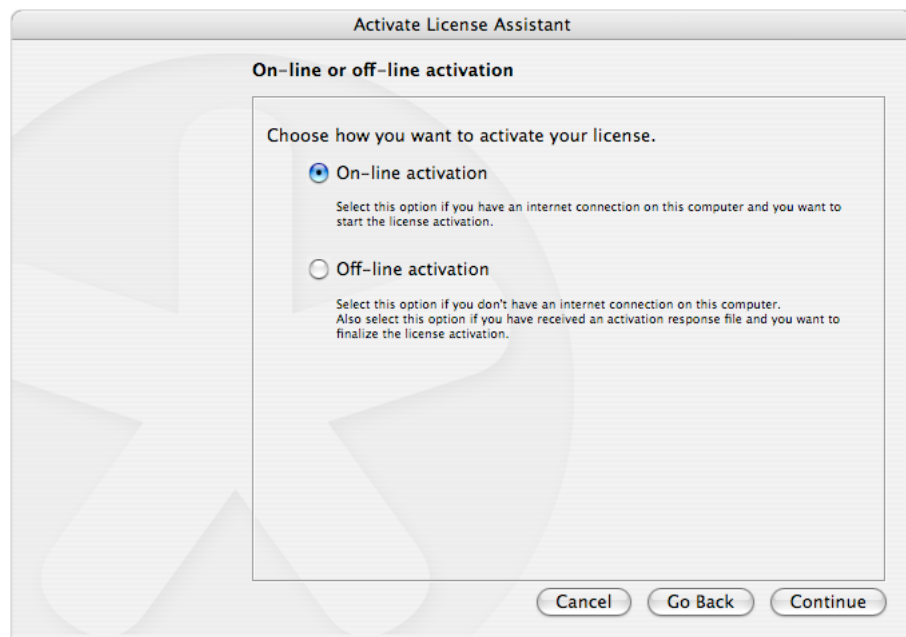 Activate License Assistant
On-line or off-line activation
Choose how you want to activate your license.
On-line activation
Select this option if you have an internet connection on this computer and you want to
start the license activation.
Off-line activation
Select this option if you don't have an internet connection on this computer.
Also select this option if you have received an activation response file and you want to
finalize the license activation.
Cancel Go Back Continue